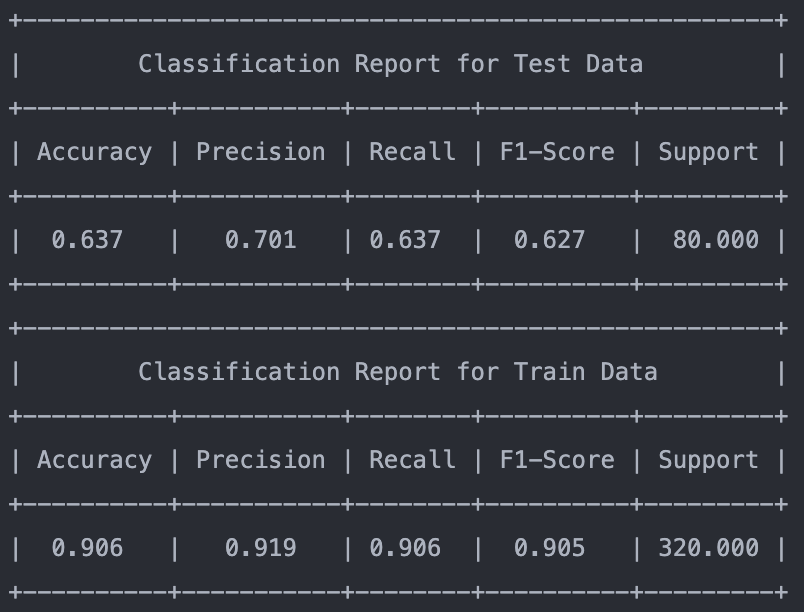 +----------------------------------------------------+
|        Classification Report for Test Data         |
+----------+-----------+--------+----------+---------+
| Accuracy | Precision | Recall | F1-Score | Support |
+----------+-----------+--------+----------+---------+
|  0.637   |   0.701   | 0.637  |  0.627   |  80.000 |
+----------+-----------+--------+----------+---------+
+----------------------------------------------------+
|        Classification Report for Train Data        |
+----------+-----------+--------+----------+---------+
| Accuracy | Precision | Recall | F1-Score | Support |
+----------+-----------+--------+----------+---------+
|  0.906   |   0.919   | 0.906  |  0.905   | 320.000 |
+----------+-----------+--------+----------+---------+